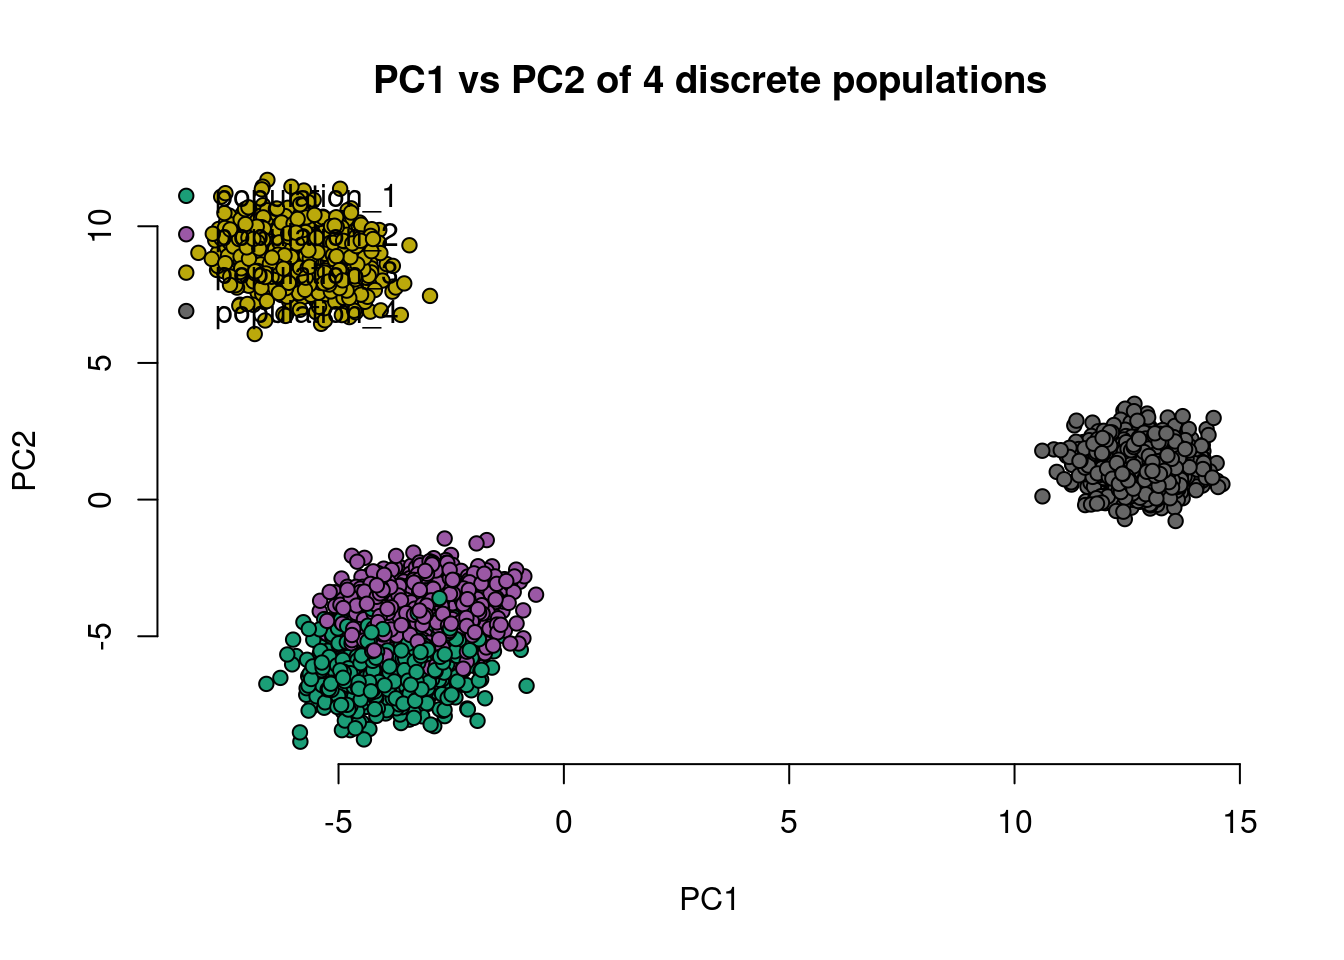 PC1 vs PC2 of 4 discrete populations
population_1
population_2
population_3
population_4
10
5
0
-5
PC2
-5 0 5 10 15
PC1